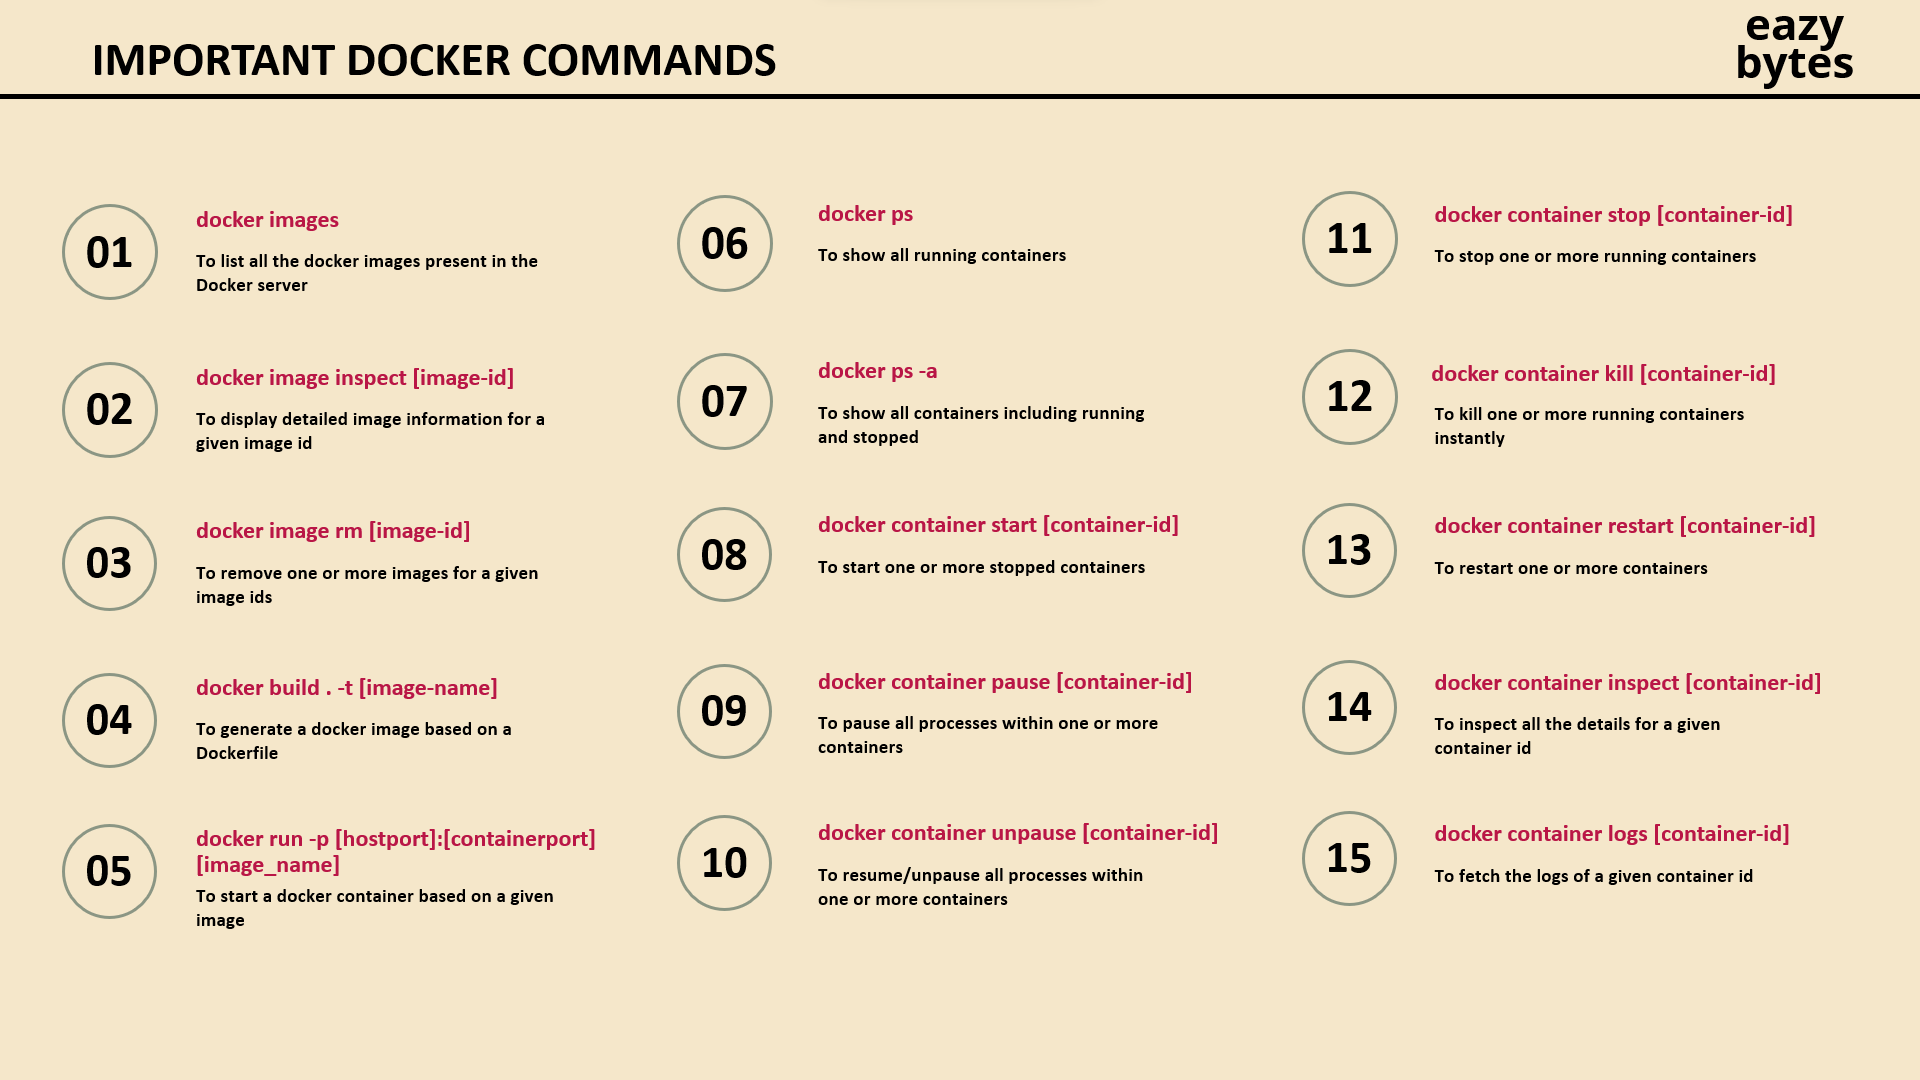 IMPORTANT DOCKER COMMANDS
eazy
bytes
01
docker images
To list all the docker images present in the
Docker server
02
docker image inspect [image-id]
To display detailed image information for a
given image id
03
docker image rm [image-id]
To remove one or more images for a given
image ids
04
docker build . -t [image-name]
To generate a docker image based on a
Dockerfile
05
docker run -p [hostport]:[containerport]
[image_name]
To start a docker container based on a given
image
06
docker ps
To show all running containers
07
docker ps -a
To show all containers including running
and stopped
08
docker container start [container-id]
To start one or more stopped containers
09
docker container pause [container-id]
To pause all processes within one or more
containers
10
docker container unpause [container-id]
To resume/unpause all processes within
one or more containers
11
docker container stop [container-id]
To stop one or more running containers
12
docker container kill [container-id]
To kill one or more running containers
instantly
13
docker container restart [container-id]
To restart one or more containers
14
docker container inspect [container-id]
To inspect all the details for a given
container id
15
docker container logs [container-id]
To fetch the logs of a given container id